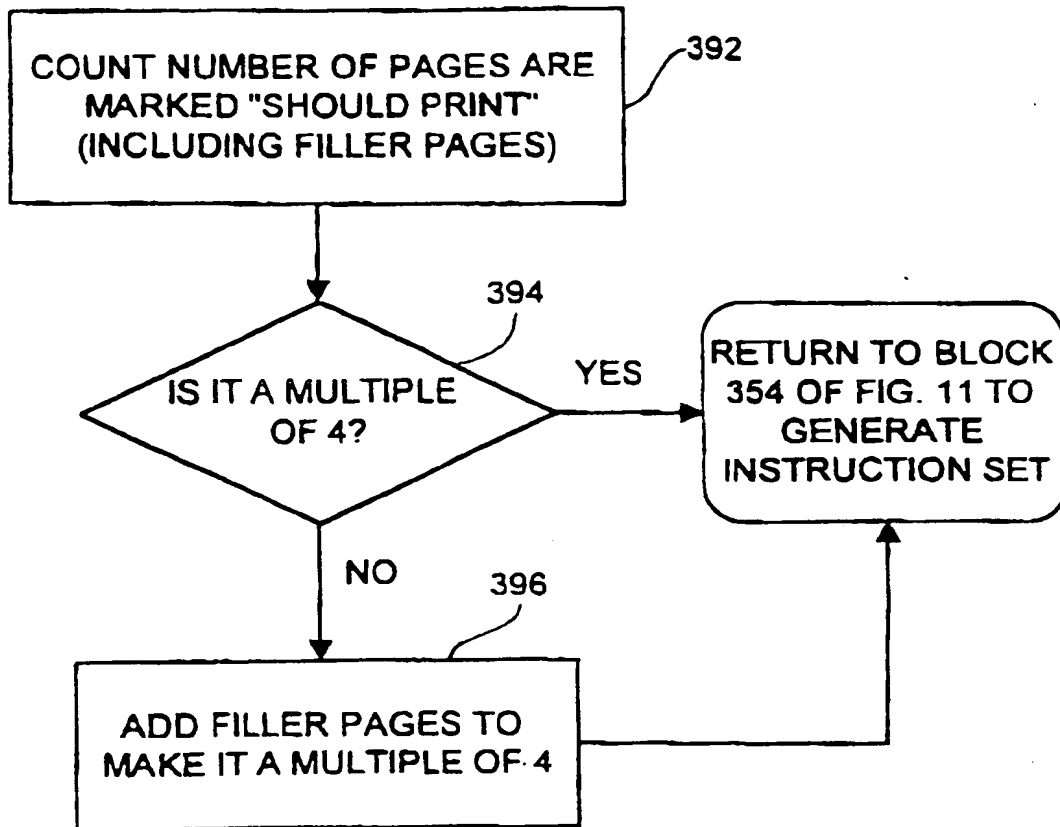 COUNT NUMBER OF PAGES ARE
MARKED "SHOULD PRINT"
(INCLUDING FILLER PAGES)
392
394
IS IT A MULTIPLE
OF 4?
YES
RETURN TO BLOCK
354 OF FIG. 11 TO
GENERATE
INSTRUCTION SET
NO
396
ADD FILLER PAGES TO
MAKE IT A MULTIPLE OF 4